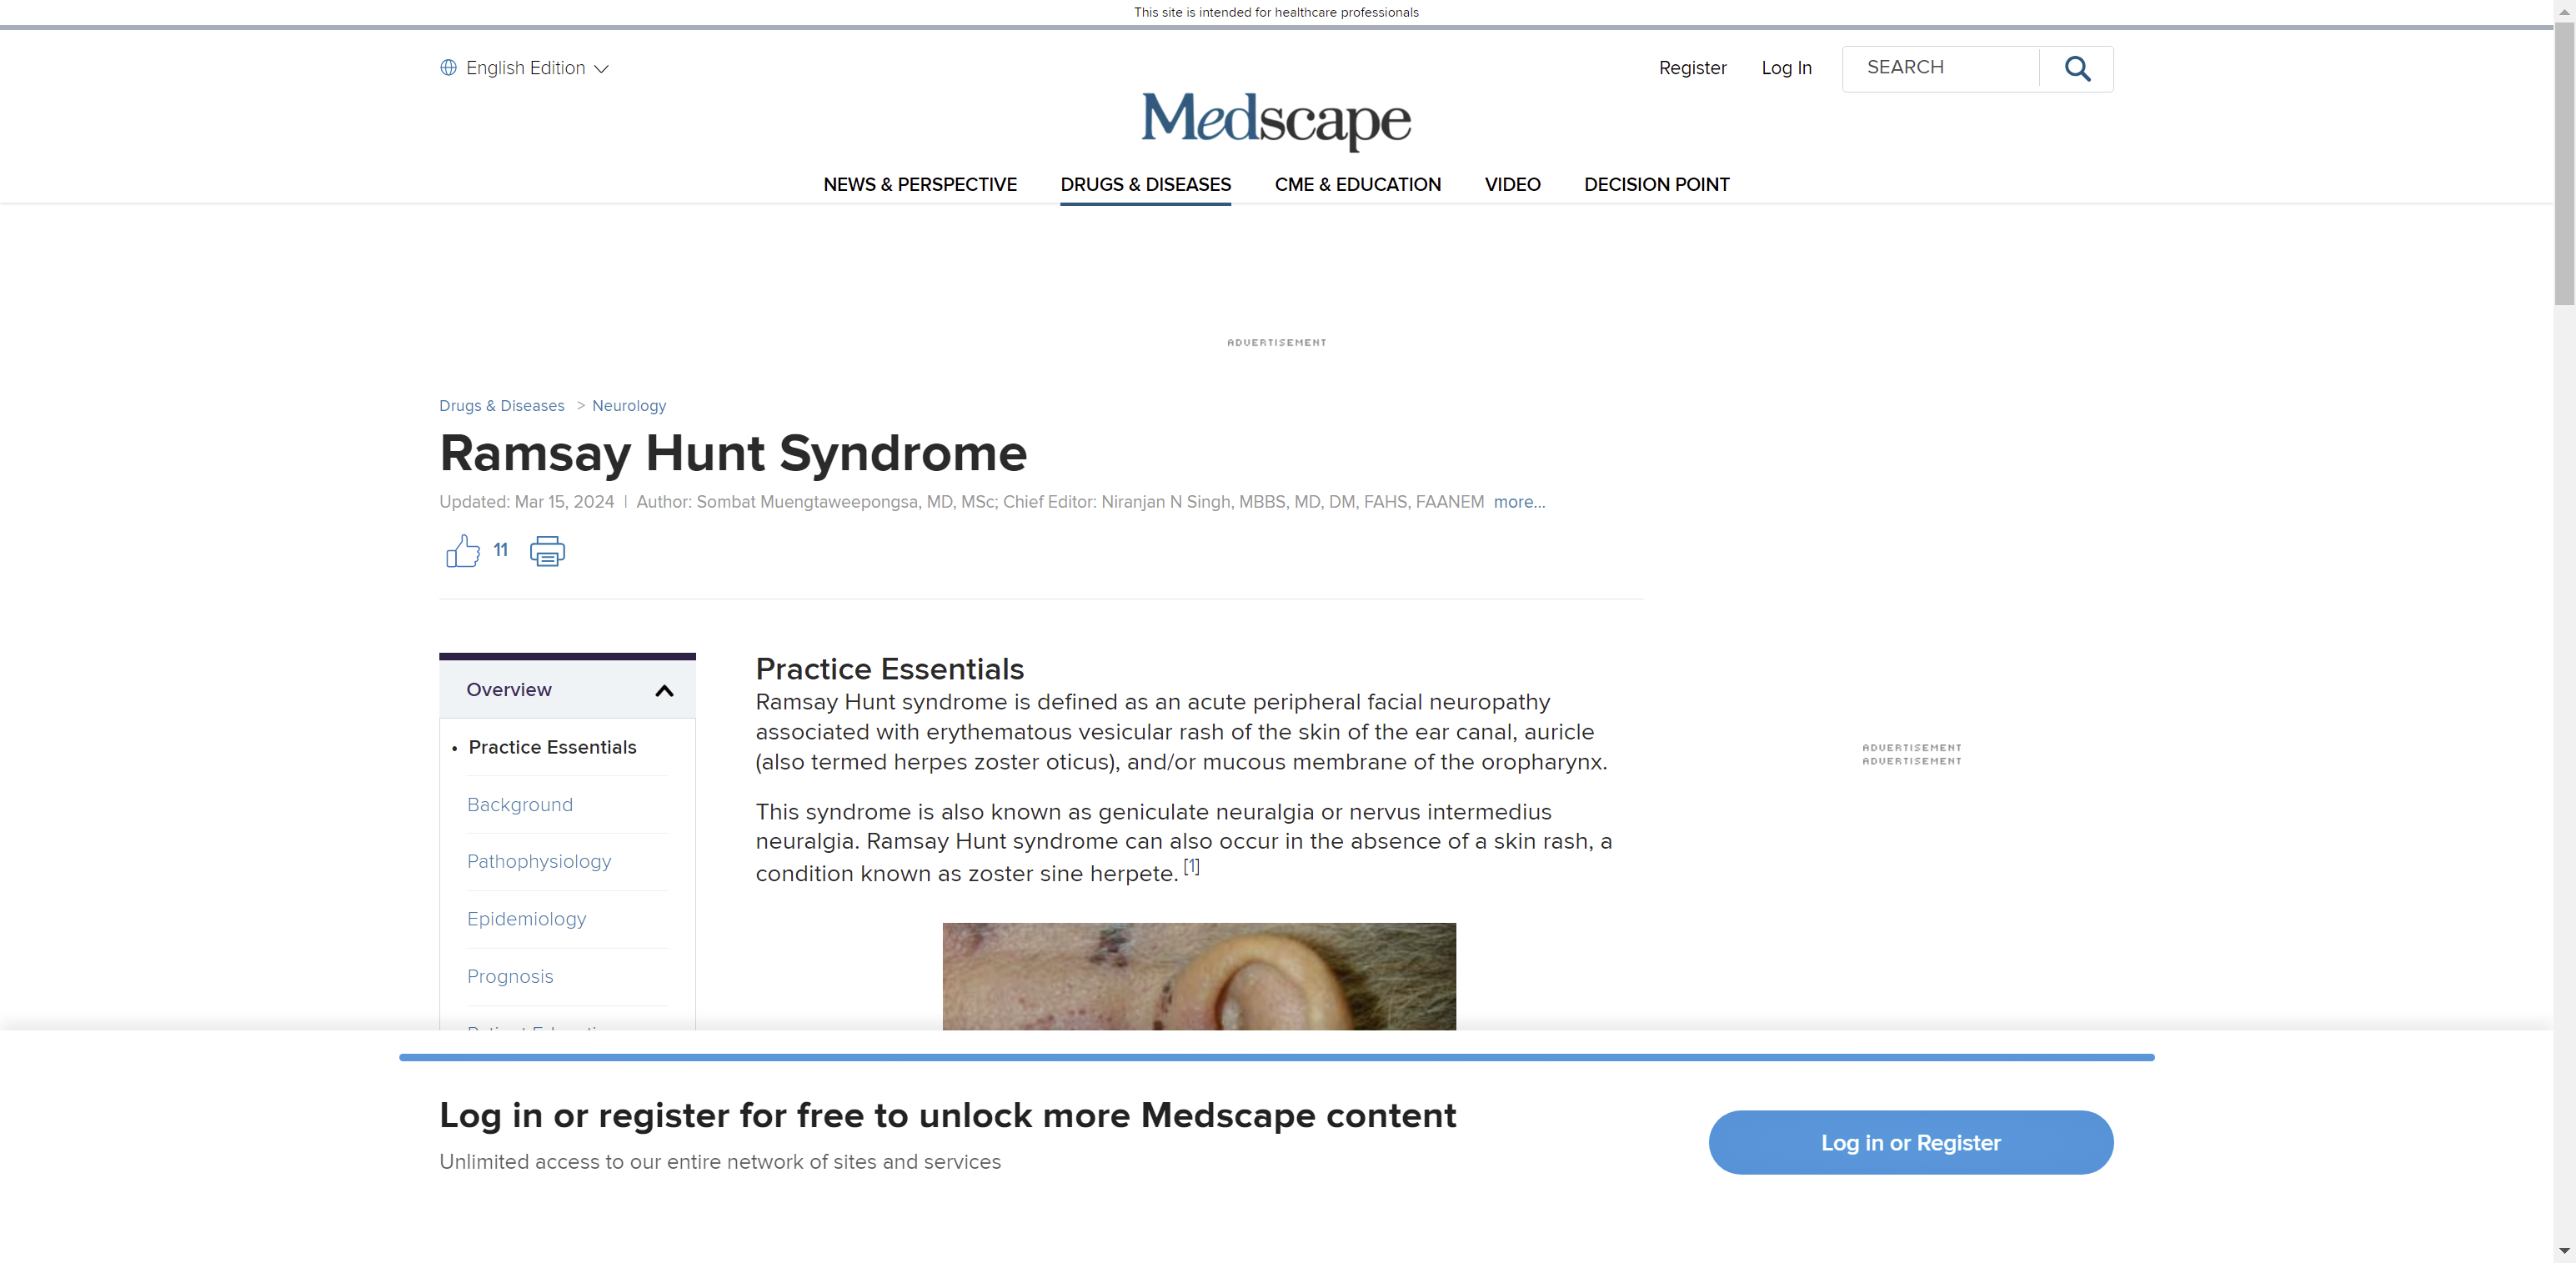 This site is intended for healthcare professionals
English Edition
Register
Log In
SEARCH
Medscape
NEWS & PERSPECTIVE
DRUGS & DISEASES
CME & EDUCATION
VIDEO
DECISION POINT
ADVERTISEMENT
Drugs & Diseases > Neurology
Ramsay Hunt Syndrome
Updated: Mar 15, 2024 | Author: Sombat Muengtaweepongsa, MD, MSc; Chief Editor: Niranjan N Singh, MBBS, MD, DM, FAHS, FAANEM more...
11
Overview
• Practice Essentials
Background
Pathophysiology
Epidemiology
Prognosis
Practice Essentials
Ramsay Hunt syndrome is defined as an acute peripheral facial neuropathy
associated with erythematous vesicular rash of the skin of the ear canal, auricle
(also termed herpes zoster oticus), and/or mucous membrane of the oropharynx.
This syndrome is also known as geniculate neuralgia or nervus intermedius
neuralgia. Ramsay Hunt syndrome can also occur in the absence of a skin rash, a
condition known as zoster sine herpete. [1]
ADVERTISEMENT
ADVERTISEMENT
Log in or register for free to unlock more Medscape content
Unlimited access to our entire network of sites and services
Log in or Register